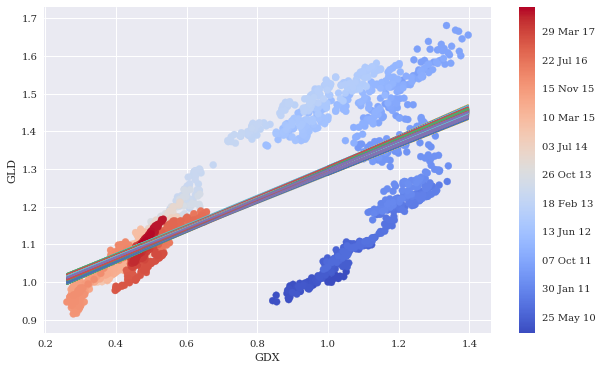 1.7
1.6
1.5
1.4
1.3
1.2
1.1
1.0
0.9
GLD
0.2
0.4
0.6
0.8
1.0
1.2
1.4
GDX
29 Mar 17
22 Jul 16
15 Nov 15
10 Mar 15
03 Jul 14
26 Oct 13
18 Feb 13
13 Jun 12
07 Oct 11
30 Jan 11
25 May 10